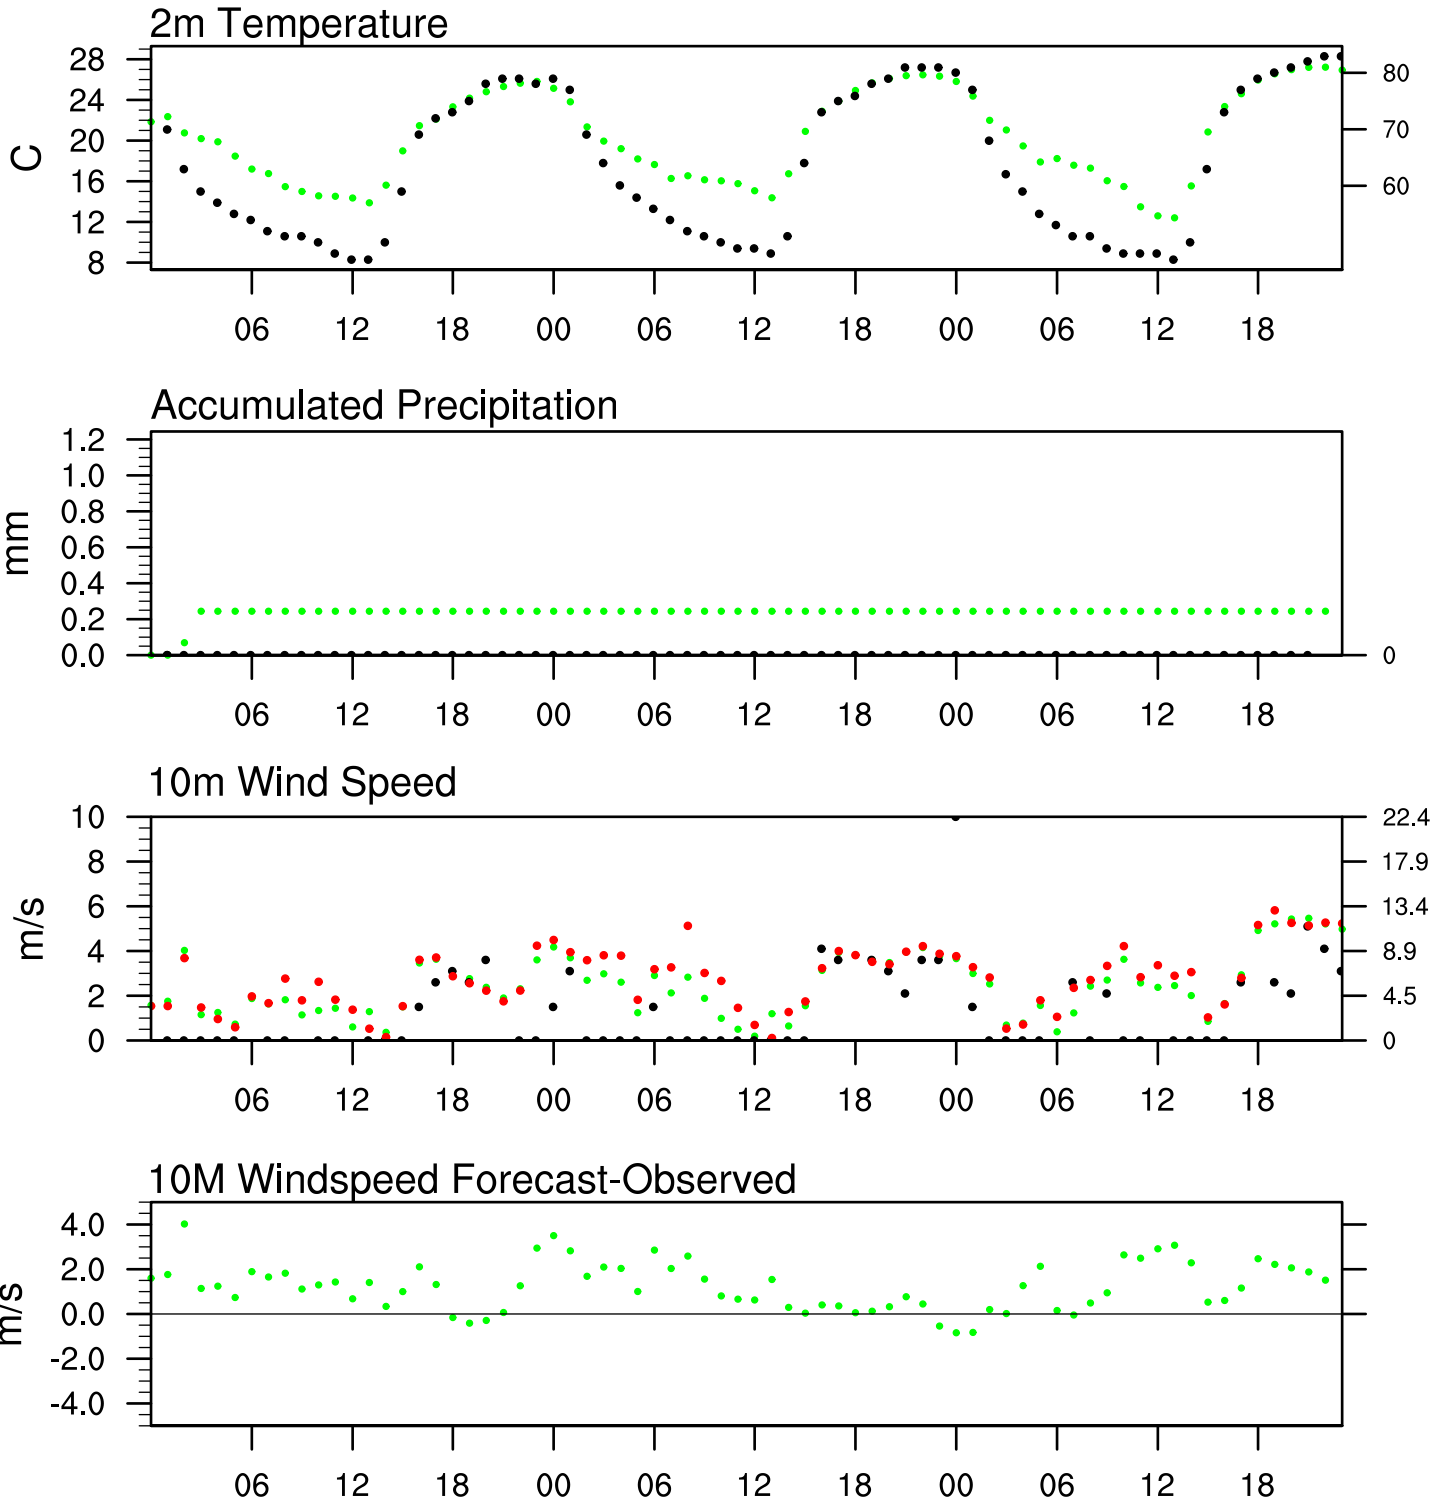 2m Temperature
28
24
20
16
12
8
C
80
70
60
06 12 18 00 06 12 18 00 06 12 18
Accumulated Precipitation
1.2
1.0
0.8
0.6
0.4
0.2
0.0
mm
0
06 12 18 00 06 12 18 00 06 12 18
10m Wind Speed
10
8
6
4
2
0
m/s
22.4
17.9
13.4
8.9
4.5
0
06 12 18 00 06 12 18 00 06 12 18
10M Windspeed Forecast-Observed
4.0
2.0
0.0
-2.0
-4.0
m/s
06 12 18 00 06 12 18 00 06 12 18